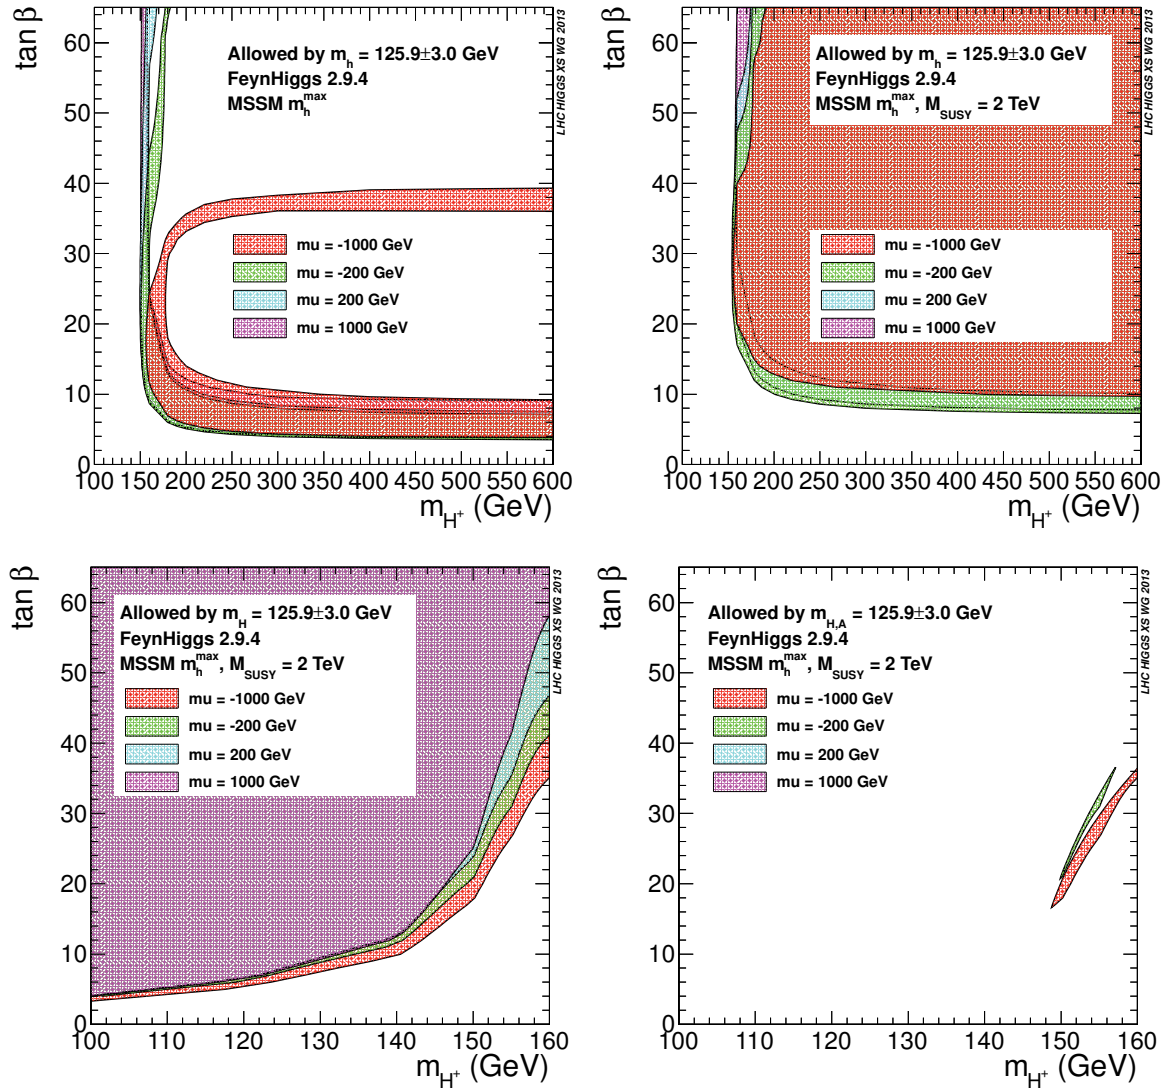 tan β
60
50
40
30
20
10
0
100 150 200 250 300 350 400 450 500 550 600
m_H+ (GeV)
Allowed by m_h = 125.9±3.0 GeV
FeynHiggs 2.9.4
MSSM m_h^max
mu = -1000 GeV
mu = -200 GeV
mu = 200 GeV
mu = 1000 GeV
LHC HIGGS XS WG 2013
tan β
60
50
40
30
20
10
0
100 150 200 250 300 350 400 450 500 550 600
m_H+ (GeV)
Allowed by m_h = 125.9±3.0 GeV
FeynHiggs 2.9.4
MSSM m_h^max, M_SUSY = 2 TeV
mu = -1000 GeV
mu = -200 GeV
mu = 200 GeV
mu = 1000 GeV
LHC HIGGS XS WG 2013
tan β
60
50
40
30
20
10
0
100 110 120 130 140 150 160
m_H+ (GeV)
Allowed by m_H = 125.9±3.0 GeV
FeynHiggs 2.9.4
MSSM m_h^max, M_SUSY = 2 TeV
mu = -1000 GeV
mu = -200 GeV
mu = 200 GeV
mu = 1000 GeV
LHC HIGGS XS WG 2013
tan β
60
50
40
30
20
10
0
100 110 120 130 140 150 160
m_H+ (GeV)
Allowed by m_H,A = 125.9±3.0 GeV
FeynHiggs 2.9.4
MSSM m_h^max, M_SUSY = 2 TeV
mu = -1000 GeV
mu = -200 GeV
mu = 200 GeV
mu = 1000 GeV
LHC HIGGS XS WG 2013